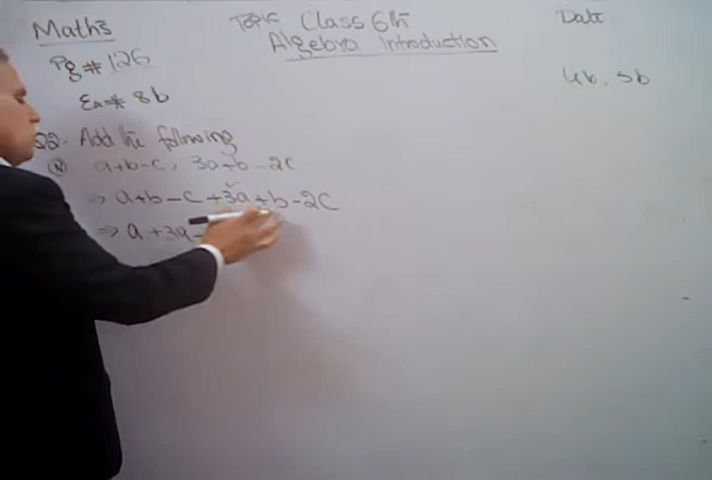 Maths
Topic Class 6th
Date
Algebra Introduction
Pg # 126
4b, 5b
Ex # 8b
Q2. Add the following
a+b-c, 3a+b-2c
⇒ a+b-c+3a+b-2c
⇒ a+3a-